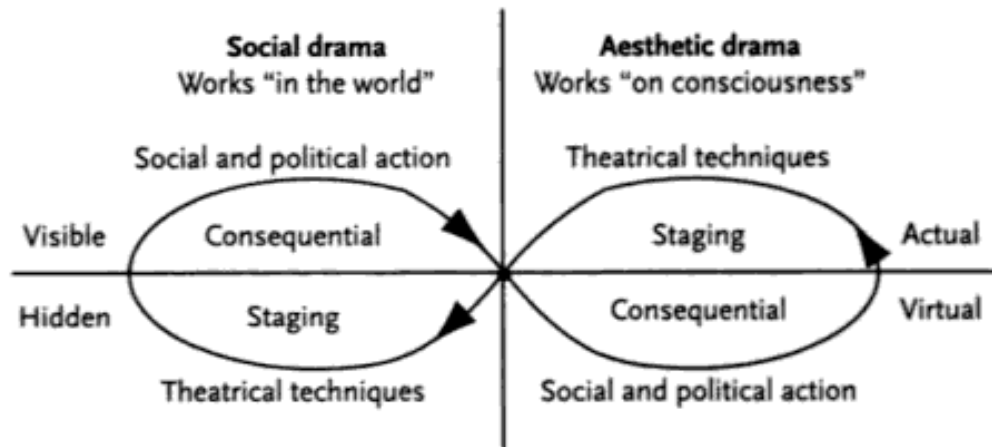 Social drama
Works “in the world”
Aesthetic drama
Works “on consciousness”
Social and political action
Theatrical techniques
Visible
Consequential
Staging
Actual
Hidden
Staging
Consequential
Virtual
Theatrical techniques
Social and political action